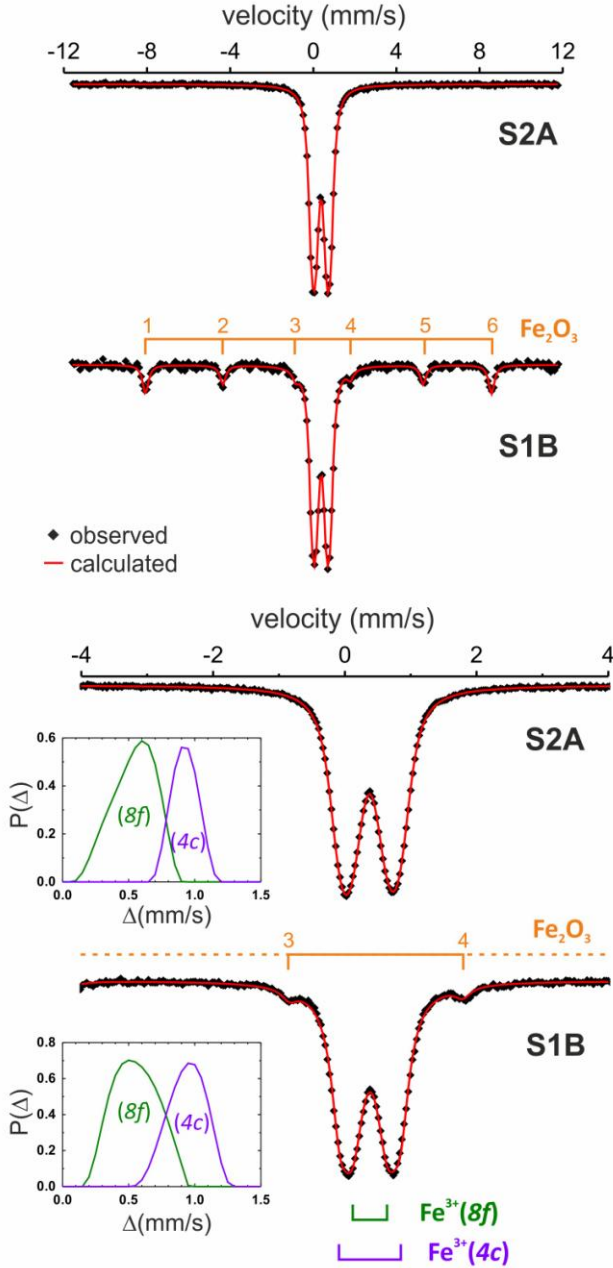 velocity (mm/s)
-12 -8 -4 0 4 8 12
S2A
1 2 3 4 5 6 Fe₂O₃
S1B
observed
calculated
velocity (mm/s)
-4 -2 0 2 4
S2A
0.6
0.4
0.2
0.0
P(Δ)
(8f)
(4c)
0.0 0.5 1.0 1.5
Δ(mm/s)
3 4 Fe₂O₃
S1B
0.8
0.6
0.4
0.2
0.0
P(Δ)
(8f) (4c)
0.0 0.5 1.0 1.5
Δ(mm/s)
Fe³⁺(8f)
Fe³⁺(4c)